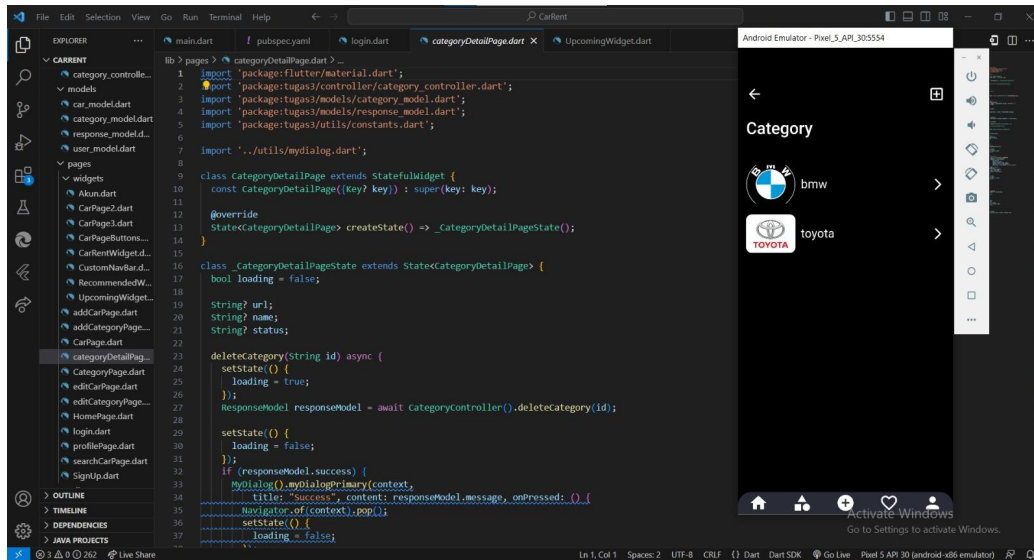 File Edit Selection View Go Run Terminal Help
CarRent
EXPLORER
CARRENT
category_controlle...
models
car_model.dart
category_model.dart
response_model.d...
user_model.dart
pages
widgets
Akun.dart
CarPage2.dart
CarPage3.dart
CarPageButtons....
CarRentWidget.d...
CustomNavBar.d...
RecommendedW...
UpcomingWidget...
addCarPage.dart
addCategoryPage....
CarPage.dart
categoryDetailPag...
CategoryPage.dart
editCarPage.dart
editCategoryPage....
HomePage.dart
login.dart
profilePage.dart
searchCarPage.dart
SignUp.dart
OUTLINE
TIMELINE
DEPENDENCIES
JAVA PROJECTS
main.dart
pubspec.yaml
login.dart
categoryDetailPage.dart
UpcomingWidget.dart
lib > pages > categoryDetailPage.dart > ...
1 import 'package:flutter/material.dart';
2 import 'package:tugas3/controller/category_controller.dart';
3 import 'package:tugas3/models/category_model.dart';
4 import 'package:tugas3/models/response_model.dart';
5 import 'package:tugas3/utils/constants.dart';
6
7 import '../utils/mydialog.dart';
8
9 class CategoryDetailPage extends StatefulWidget {
10 const CategoryDetailPage({Key? key}) : super(key: key);
11
12 @override
13 State<CategoryDetailPage> createState() => _CategoryDetailPageState();
14 }
15
16 class _CategoryDetailPageState extends State<CategoryDetailPage> {
17 bool loading = false;
18
19 String? url;
20 String? name;
21 String? status;
22
23 deleteCategory(String id) async {
24 setState(() {
25 loading = true;
26 });
27 ResponseModel responseModel = await CategoryController().deleteCategory(id);
28
29 setState(() {
30 loading = false;
31 });
32 if (responseModel.success) {
33 MyDialog().myDialogPrimary(context,
34 title: "Success", content: responseModel.message, onPressed: () {
35 Navigator.of(context).pop();
36 setState(() {
37 loading = false;
Android Emulator - Pixel_5_API_30:5554
Category
BMW
bmw
TOYOTA
toyota
Activate Windows
Go to Settings to activate Windows.
3 0 262 Live Share
Ln 1, Col 1 Spaces: 2 UTF-8 CRLF {} Dart Dart SDK Go Live Pixel 5 API 30 (android-x86 emulator)